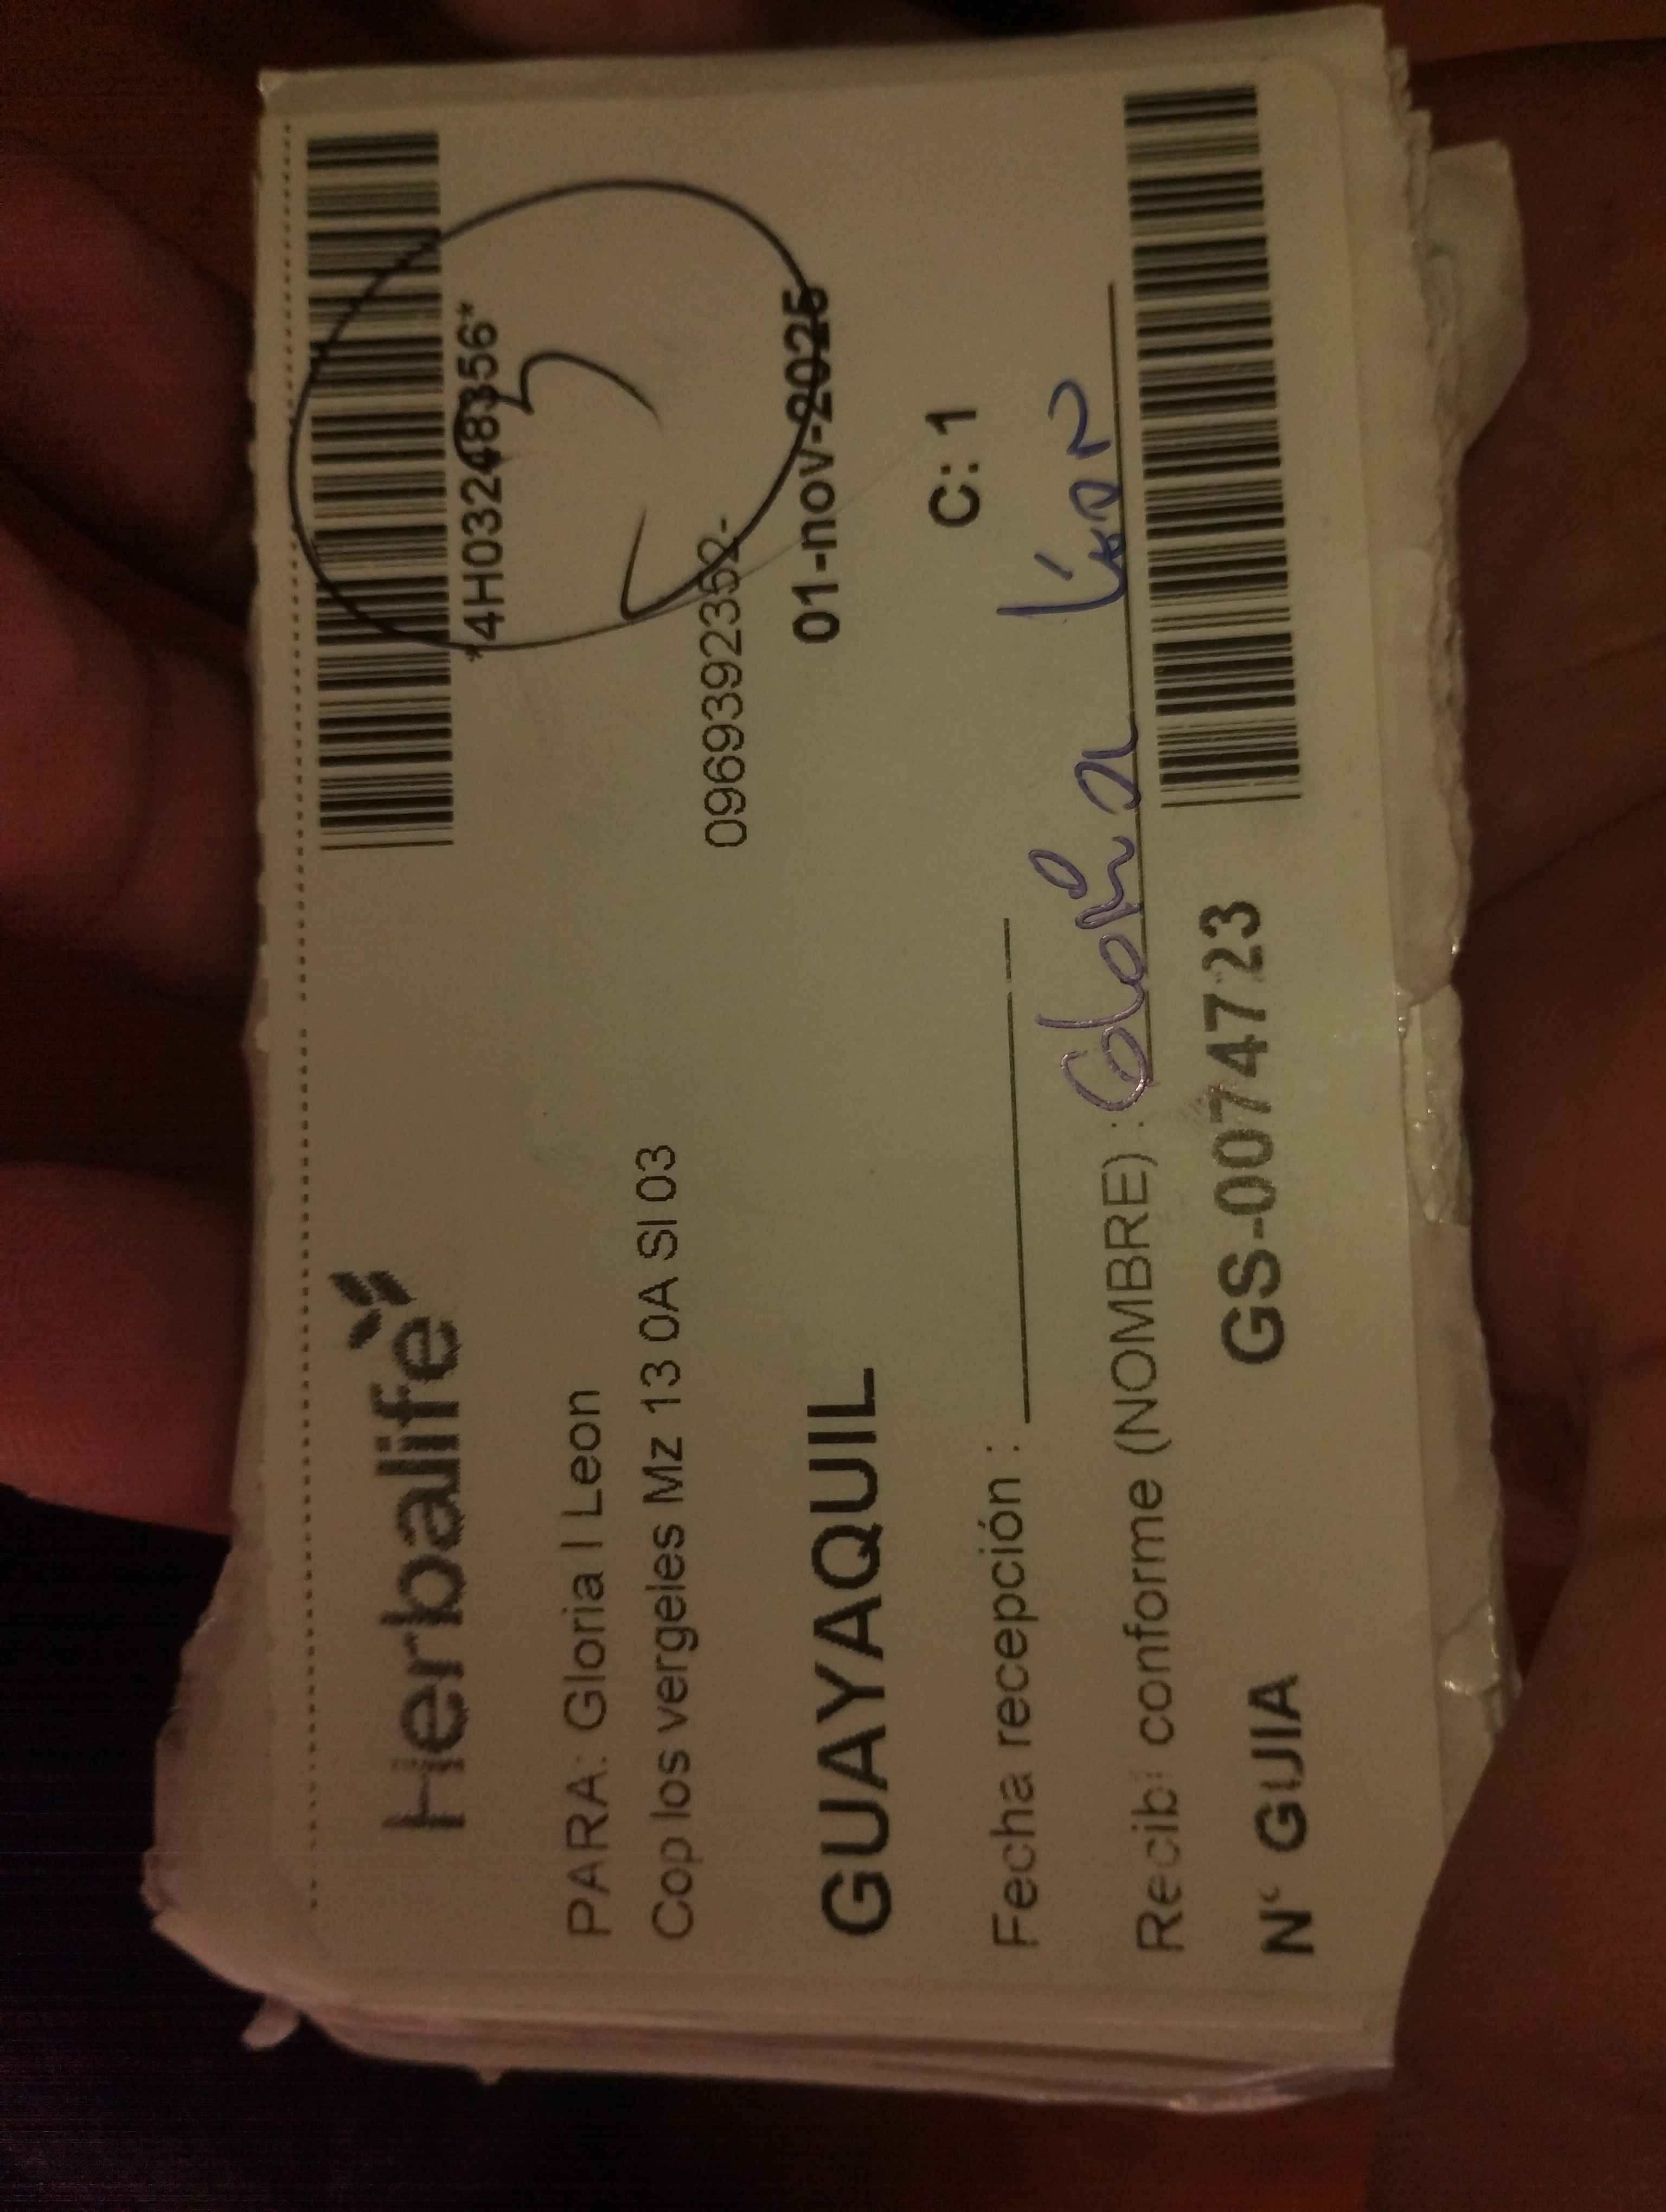 Herbalife
*4H03248356*
PARA: Gloria I Leon
Cop los vergeles Mz 13 0A Sl 03
0969392352-
GUAYAQUIL
01-nov-2025
C: 1
Fecha recepción :
Recibi conforme (NOMBRE) : Gloria León
N° GUIA GS-0074723